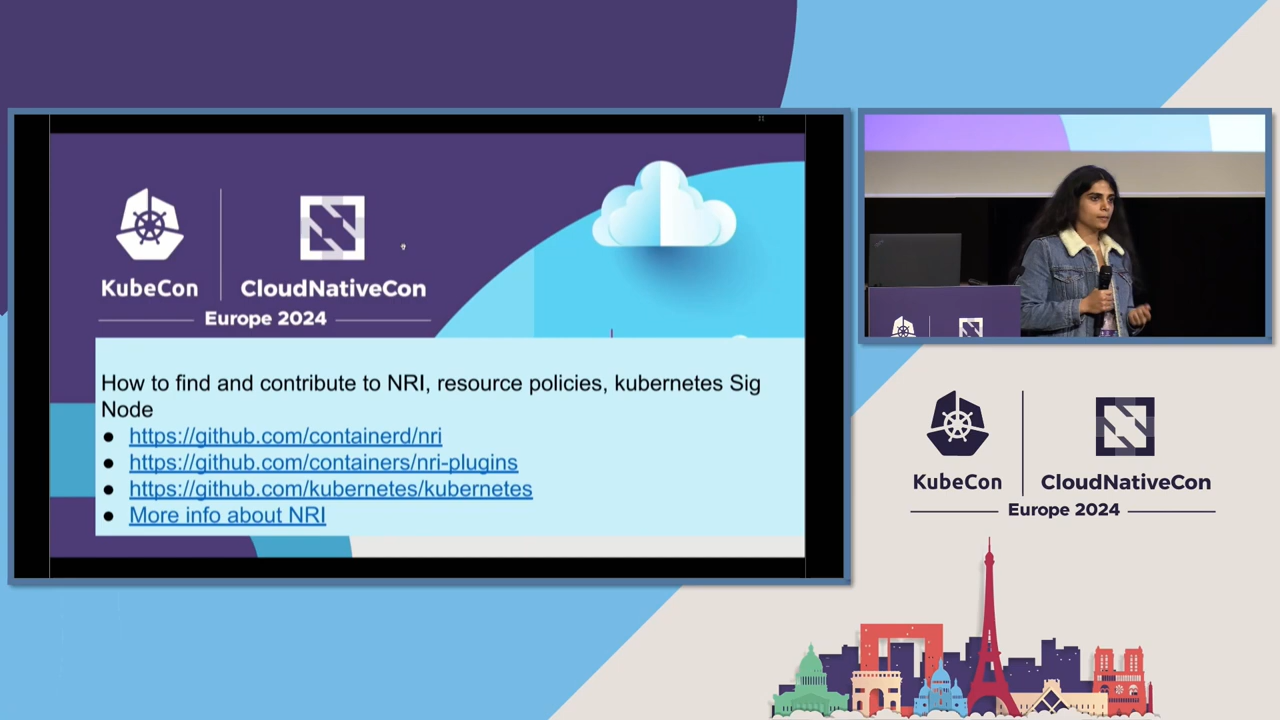 KubeCon
CloudNativeCon
Europe 2024
How to find and contribute to NRI, resource policies, kubernetes Sig
Node
● https://github.com/containerd/nri
● https://github.com/containers/nri-plugins
● https://github.com/kubernetes/kubernetes
● More info about NRI
KubeCon
CloudNativeCon
Europe 2024